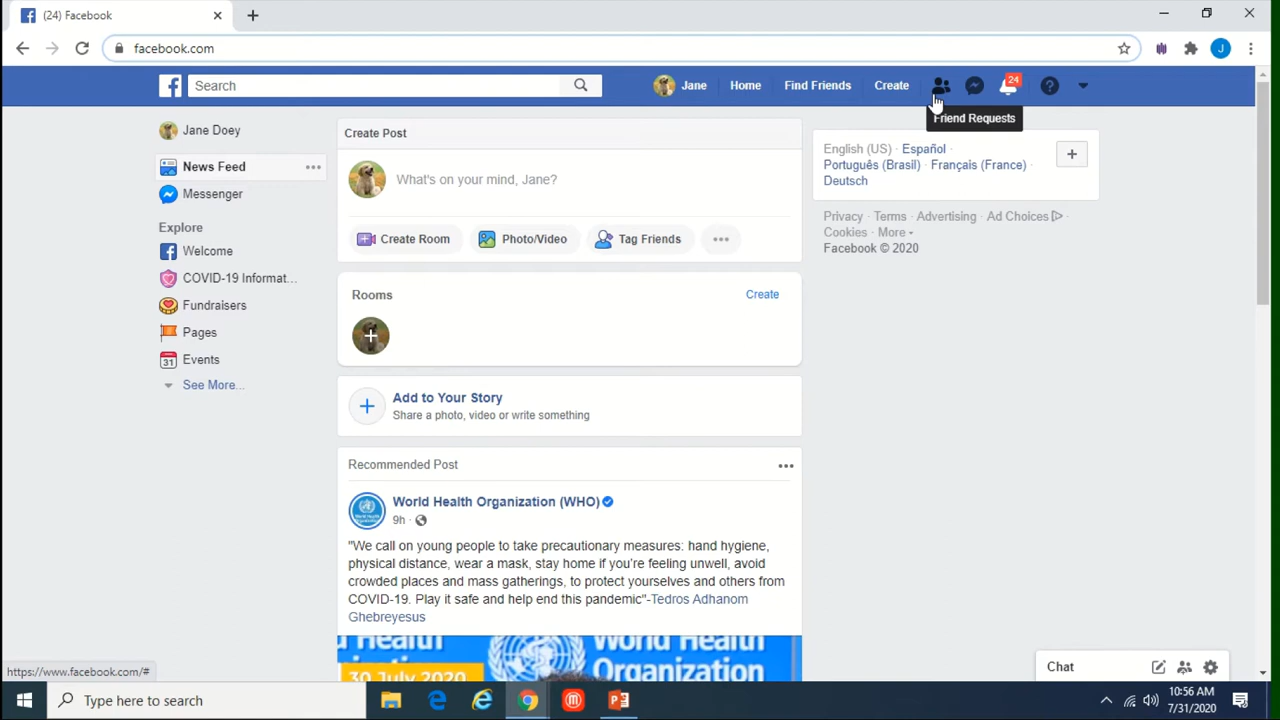 (24) Facebook
facebook.com
Search
Jane
Home
Find Friends
Create
24
Friend Requests
Jane Doey
News Feed
Messenger
Explore
Welcome
COVID-19 Informat...
Fundraisers
Pages
31
Events
See More...
Create Post
What's on your mind, Jane?
Create Room
Photo/Video
Tag Friends
Rooms
Create
Add to Your Story
Share a photo, video or write something
Recommended Post
World Health Organization (WHO)
9h ·
"We call on young people to take precautionary measures: hand hygiene,
physical distance, wear a mask, stay home if you're feeling unwell, avoid
crowded places and mass gatherings, to protect yourselves and others from
COVID-19. Play it safe and help end this pandemic"-Tedros Adhanom
Ghebreyesus
World Health
Organization
30 July 2020
English (US) · Español ·
Português (Brasil) · Français (France) ·
Deutsch
Privacy · Terms · Advertising · Ad Choices ·
Cookies · More
Facebook © 2020
https://www.facebook.com/#
Chat
Type here to search
10:56 AM
7/31/2020